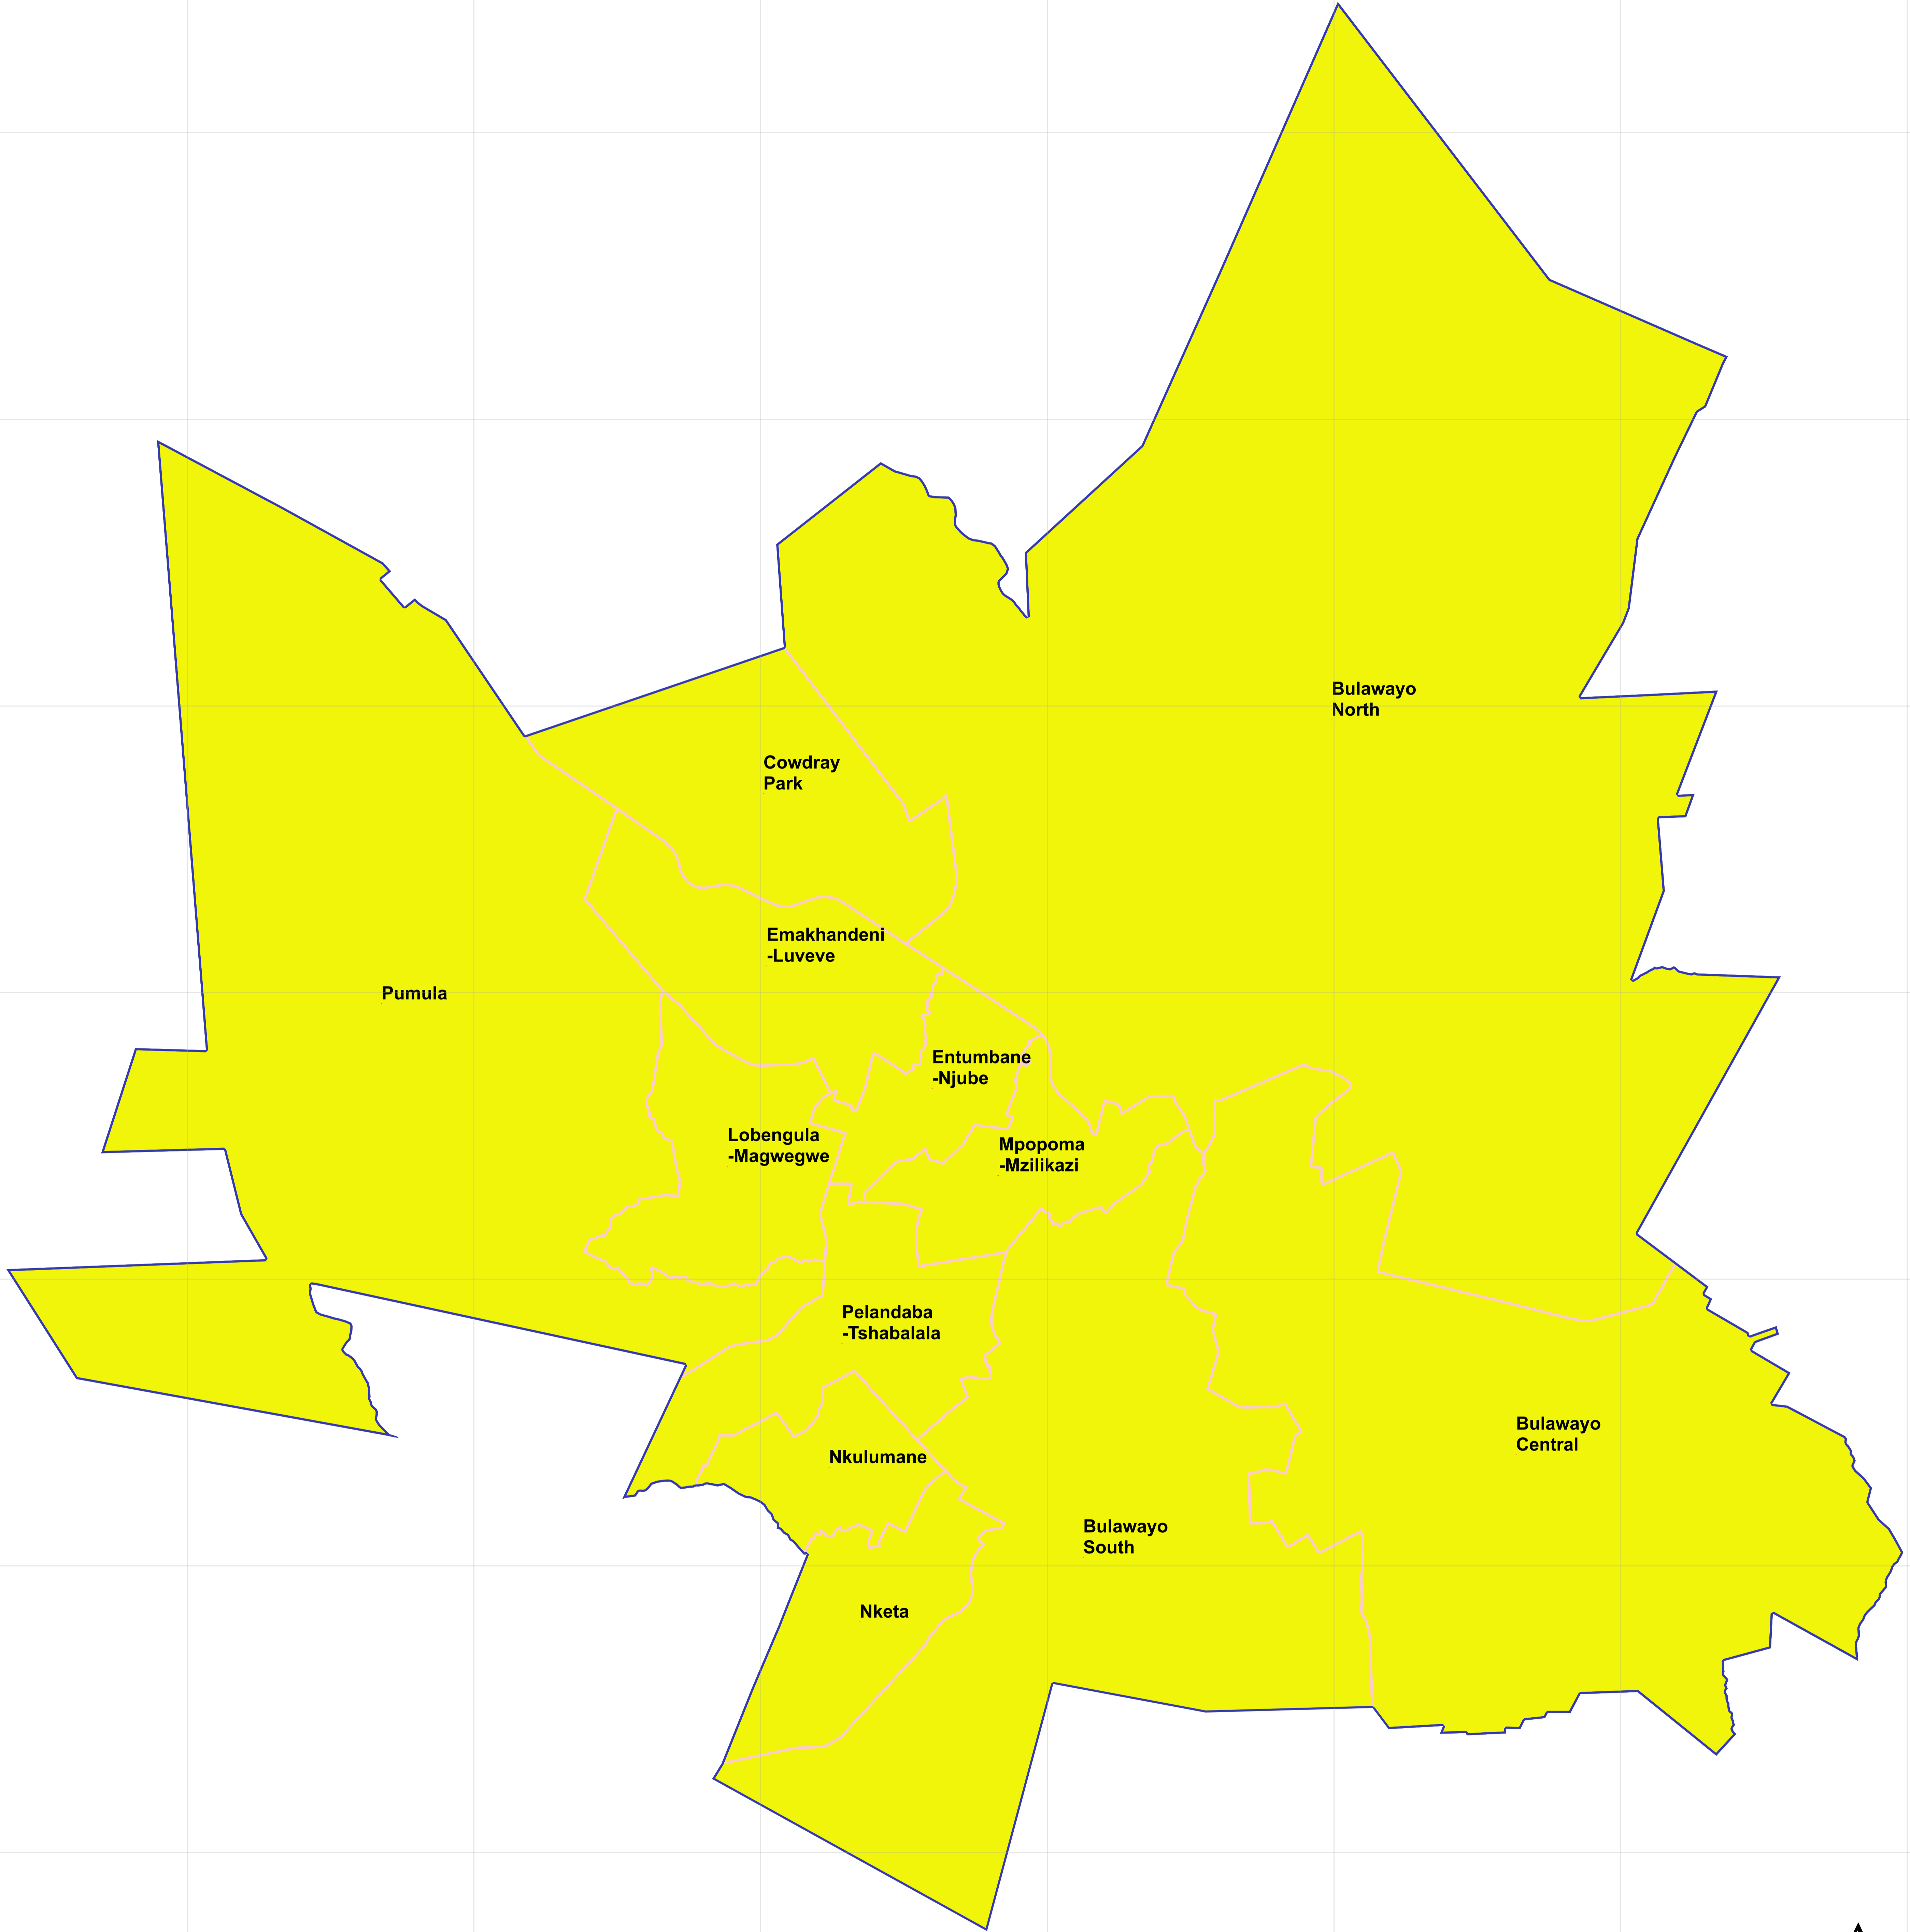 Bulawayo
North
Cowdray
Park
Emakhandeni
-Luveve
Pumula
Entumbane
-Njube
Lobengula
-Magwegwe
Mpopoma
-Mzilikazi
Pelandaba
-Tshabalala
Bulawayo
Central
Nkulumane
Bulawayo
South
Nketa